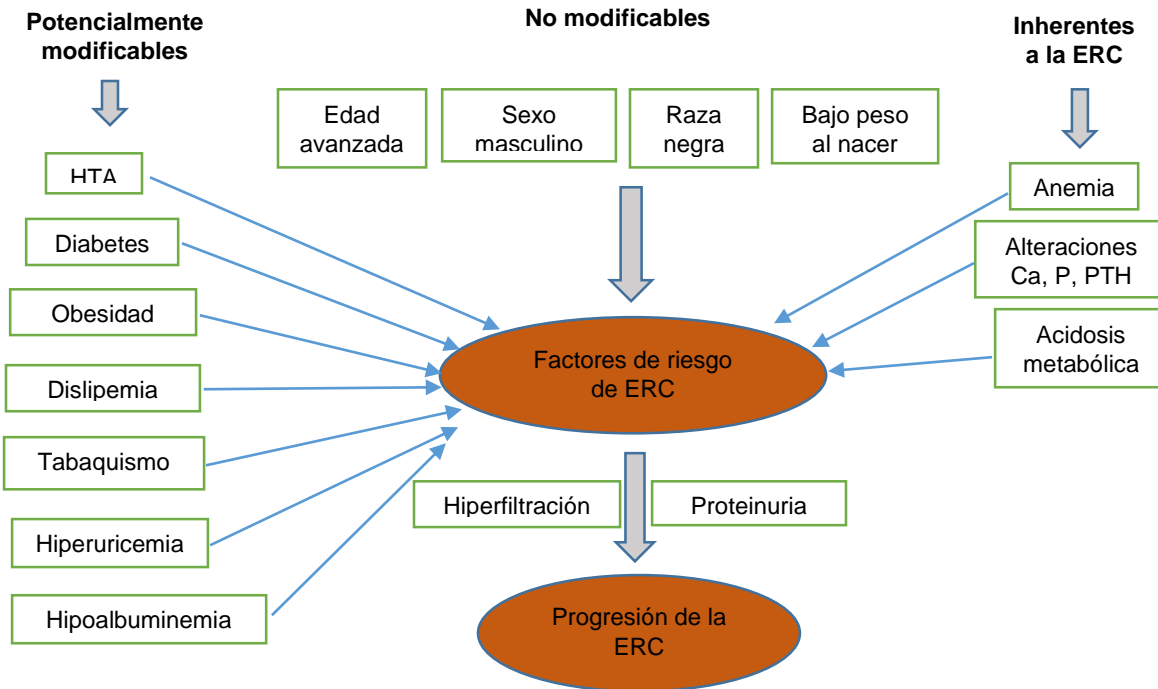 Potencialmente
modificables
No modificables
Inherentes
a la ERC
Edad
avanzada
Sexo
masculino
Raza
negra
Bajo peso
al nacer
HTA
Diabetes
Obesidad
Dislipemia
Tabaquismo
Hiperuricemia
Hipoalbuminemia
Anemia
Alteraciones
Ca, P, PTH
Acidosis
metabólica
Factores de riesgo
de ERC
Hiperfiltración
Proteinuria
Progresión de la
ERC